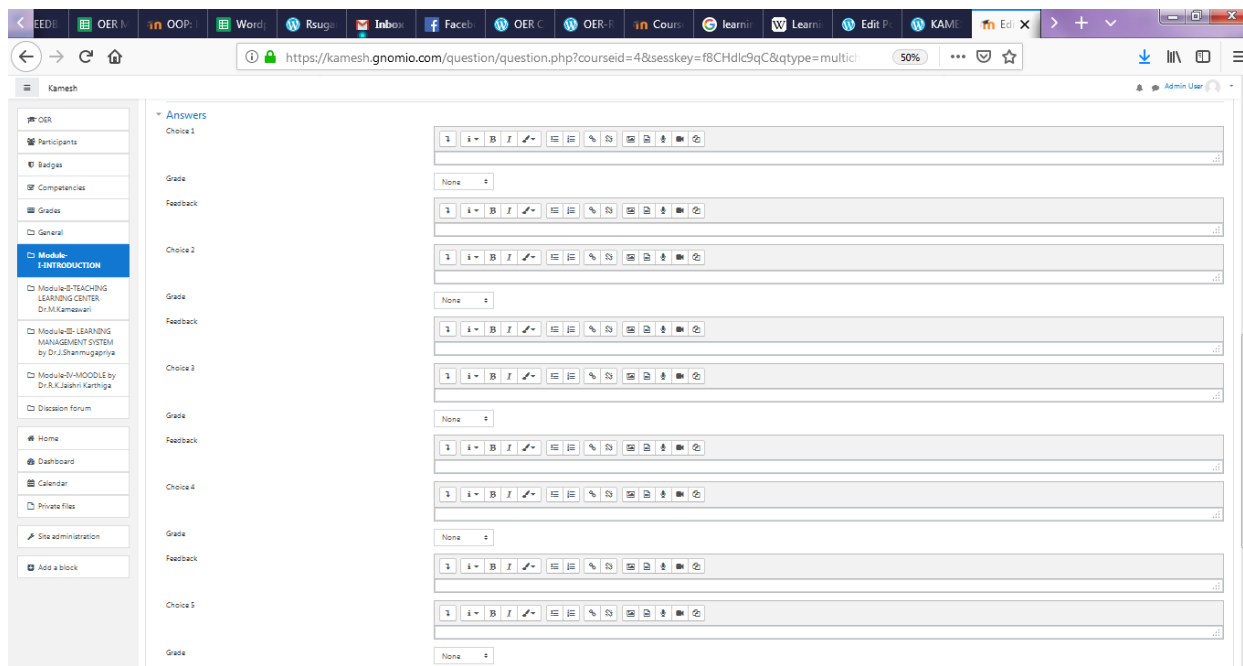 EEDB
OER M
OOP:
Word
Rsuga
Inbox
Faceb
OER C
OER-R
Cours
learnin
W Learni
Edit P
KAME
Edi
https://kamesh.gnomio.com/question/question.php?courseid=4&sesskey=f8CHdlc9qC&qtype=multich
50%
Kamesh
Admin User
OER
Participants
Badges
Competencies
Grades
General
Module-
I-INTRODUCTION
Module-II-TEACHING
LEARNING CENTER
Dr.M.Kameswari
Module-III- LEARNING
MANAGEMENT SYSTEM
by Dr.J.Shanmugapriya
Module-IV-MOODLE by
Dr.R.K.Jaishri Karthiga
Discssion forum
Home
Dashboard
Calendar
Private files
Site administration
Add a block
Answers
Choice 1
B I
Grade
None
Feedback
B I
Choice 2
B I
Grade
None
Feedback
B I
Choice 3
B I
Grade
None
Feedback
B I
Choice 4
B I
Grade
None
Feedback
B I
Choice 5
B I
Grade
None